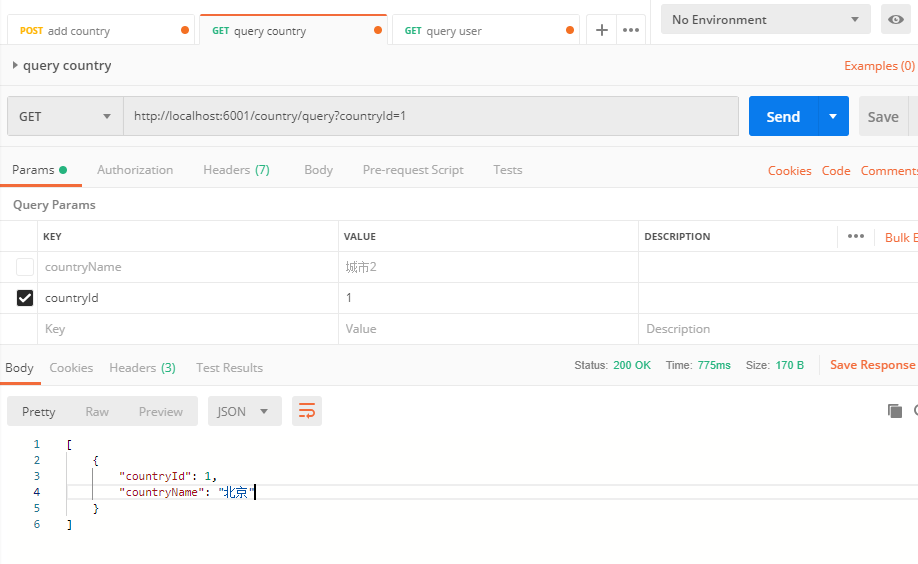 POST add country GET query country GET query user + ••• No Environment
query country Examples (0)
GET http://localhost:6001/country/query?countryId=1 Send Save
Params Authorization Headers (7) Body Pre-request Script Tests Cookies Code Comments
Query Params
KEY VALUE DESCRIPTION ••• Bulk
countryName 城市2
countryId 1
Key Value Description
Body Cookies Headers (3) Test Results Status: 200 OK Time: 775ms Size: 170 B Save Response
Pretty Raw Preview JSON
1 [
2 {
3 "countryId": 1,
4 "countryName": "北京"
5 }
6 ]